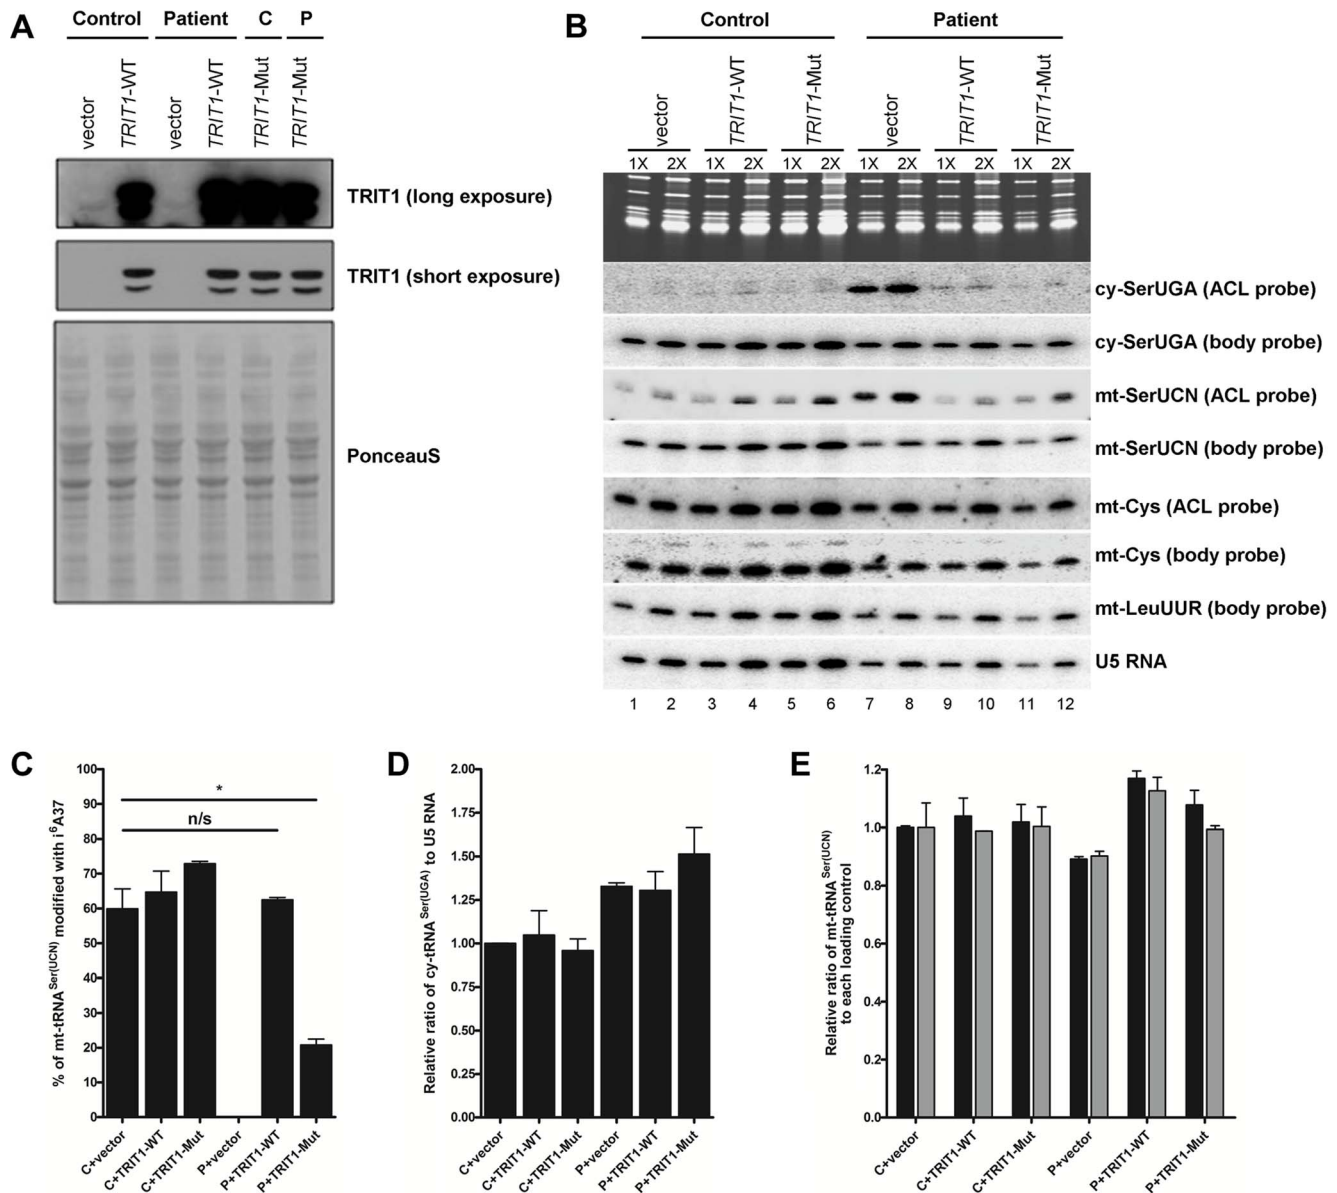 A
Control Patient C P
vector
TRIT1-WT
vector
TRIT1-WT
TRIT1-Mut
TRIT1-Mut
TRIT1 (long exposure)
TRIT1 (short exposure)
PonceauS
B
Control Patient
vector
TRIT1-WT
TRIT1-Mut
vector
TRIT1-WT
TRIT1-Mut
1X 2X 1X 2X 1X 2X 1X 2X 1X 2X 1X 2X
cy-SerUGA (ACL probe)
cy-SerUGA (body probe)
mt-SerUCN (ACL probe)
mt-SerUCN (body probe)
mt-Cys (ACL probe)
mt-Cys (body probe)
mt-LeuUUR (body probe)
U5 RNA
1 2 3 4 5 6 7 8 9 10 11 12
C
% of mt-tRNA Ser(UCN) modified with i6A37
100
90
80
70
60
50
40
30
20
10
0
*
n/s
C+vector
C+TRIT1-WT
C+TRIT1-Mut
P+vector
P+TRIT1-WT
P+TRIT1-Mut
D
Relative ratio of cy-tRNA Ser(UGA) to U5 RNA
2.00
1.75
1.50
1.25
1.00
0.75
0.50
0.25
0.00
C+vector
C+TRIT1-WT
C+TRIT1-Mut
P+vector
P+TRIT1-WT
P+TRIT1-Mut
E
Relative ratio of mt-tRNA Ser(UCN)
to each loading control
1.2
1.0
0.8
0.6
0.4
0.2
0.0
C+vector
C+TRIT1-WT
C+TRIT1-Mut
P+vector
P+TRIT1-WT
P+TRIT1-Mut